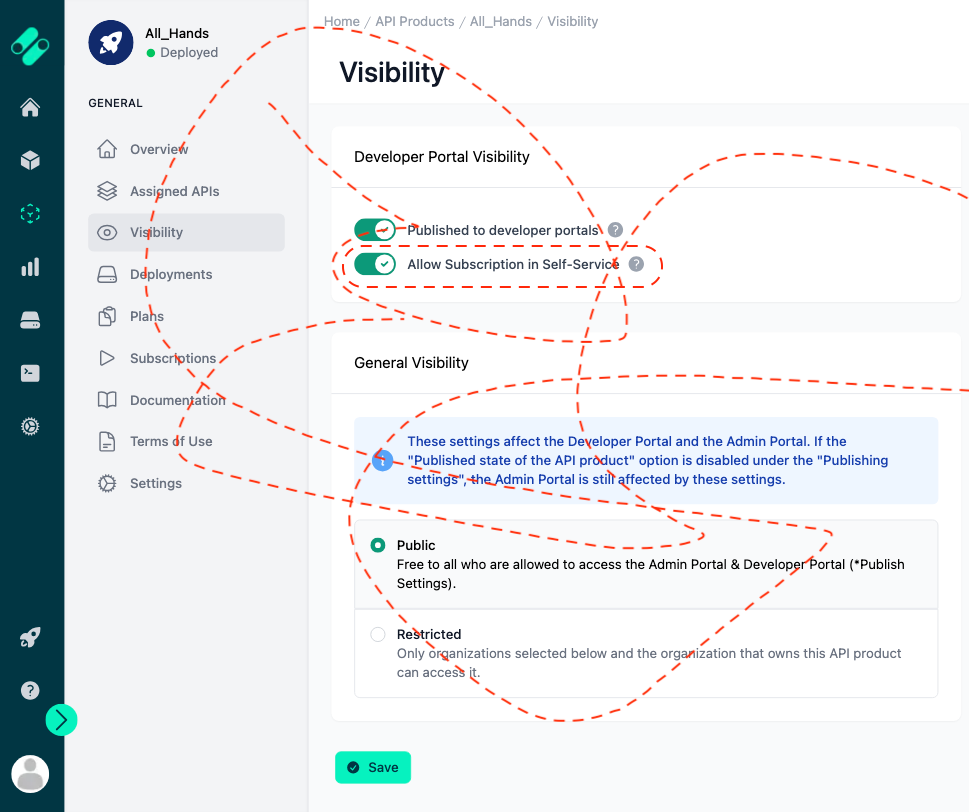 All_Hands
Deployed
GENERAL
Overview
Assigned APIs
Visibility
Deployments
Plans
Subscriptions
Documentation
Terms of Use
Settings
Home / API Products / All_Hands / Visibility
Visibility
Developer Portal Visibility
Published to developer portals ?
Allow Subscription in Self-Service ?
General Visibility
These settings affect the Developer Portal and the Admin Portal. If the
"Published state of the API product" option is disabled under the "Publishing
settings", the Admin Portal is still affected by these settings.
Public
Free to all who are allowed to access the Admin Portal & Developer Portal (*Publish
Settings).
Restricted
Only organizations selected below and the organization that owns this API product
can access it.
Save